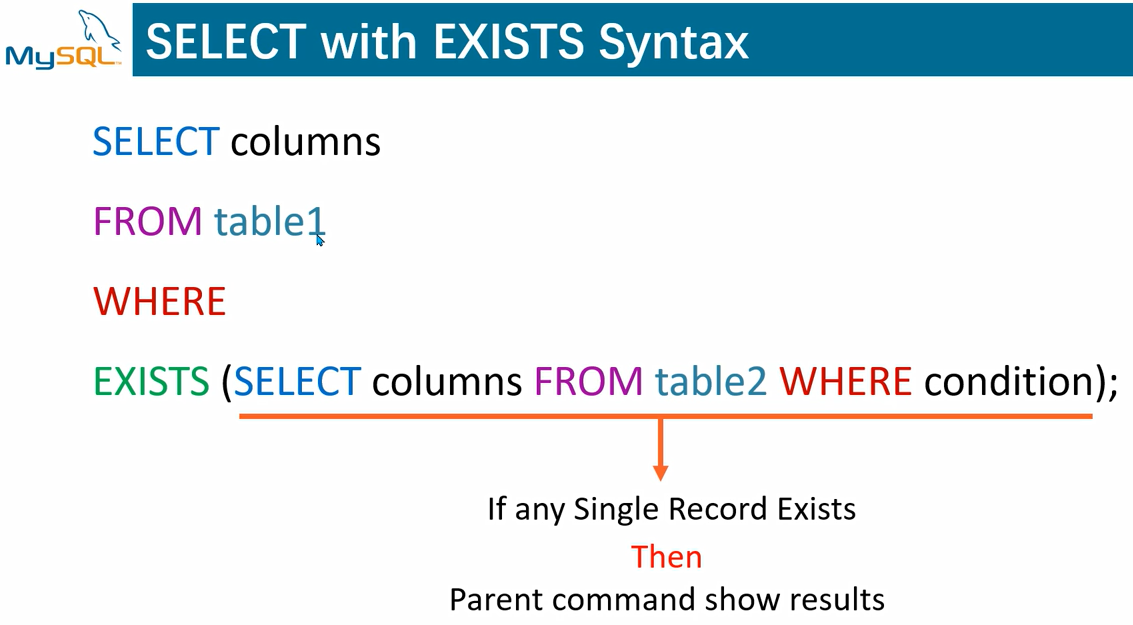 MySQL™
SELECT with EXISTS Syntax
SELECT columns
FROM table1
WHERE
EXISTS (SELECT columns FROM table2 WHERE condition);
If any Single Record Exists
Then
Parent command show results